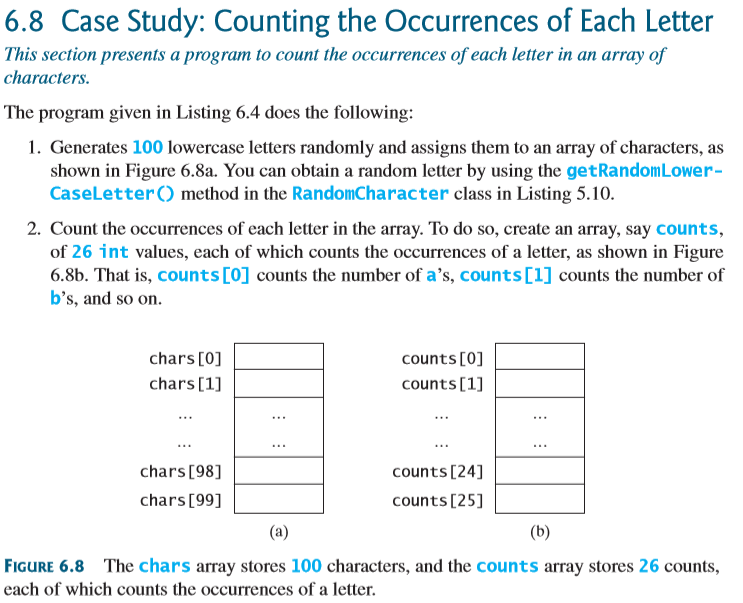 6.8 Case Study: Counting the Occurrences of Each Letter
This section presents a program to count the occurrences of each letter in an array of
characters.
The program given in Listing 6.4 does the following:
1. Generates 100 lowercase letters randomly and assigns them to an array of characters, as
shown in Figure 6.8a. You can obtain a random letter by using the getRandomLower-
CaseLetter() method in the RandomCharacter class in Listing 5.10.
2. Count the occurrences of each letter in the array. To do so, create an array, say counts,
of 26 int values, each of which counts the occurrences of a letter, as shown in Figure
6.8b. That is, counts[0] counts the number of a’s, counts[1] counts the number of
b’s, and so on.
chars[0]
chars[1]
... ...
... ...
chars[98]
chars[99]
(a)
counts[0]
counts[1]
... ...
... ...
counts[24]
counts[25]
(b)
FIGURE 6.8 The chars array stores 100 characters, and the counts array stores 26 counts,
each of which counts the occurrences of a letter.